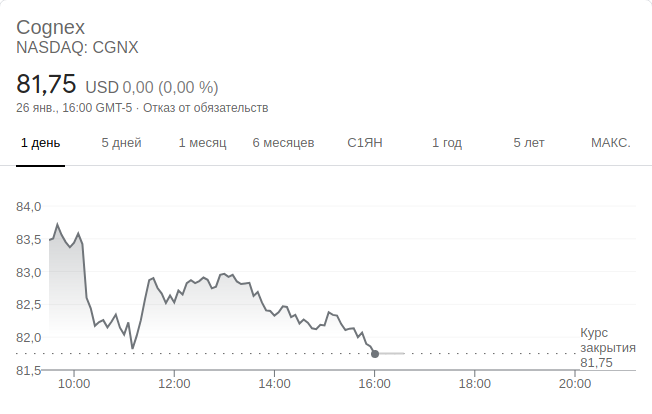 Cognex
NASDAQ: CGNX
81,75 USD 0,00 (0,00 %)
26 янв., 16:00 GMT-5 · Отказ от обязательств
1 день 5 дней 1 месяц 6 месяцев С1ЯН 1 год 5 лет МАКС.
84,0
83,5
83,0
82,5
82,0
81,5
Курс
закрытия
81,75
10:00 12:00 14:00 16:00 18:00 20:00